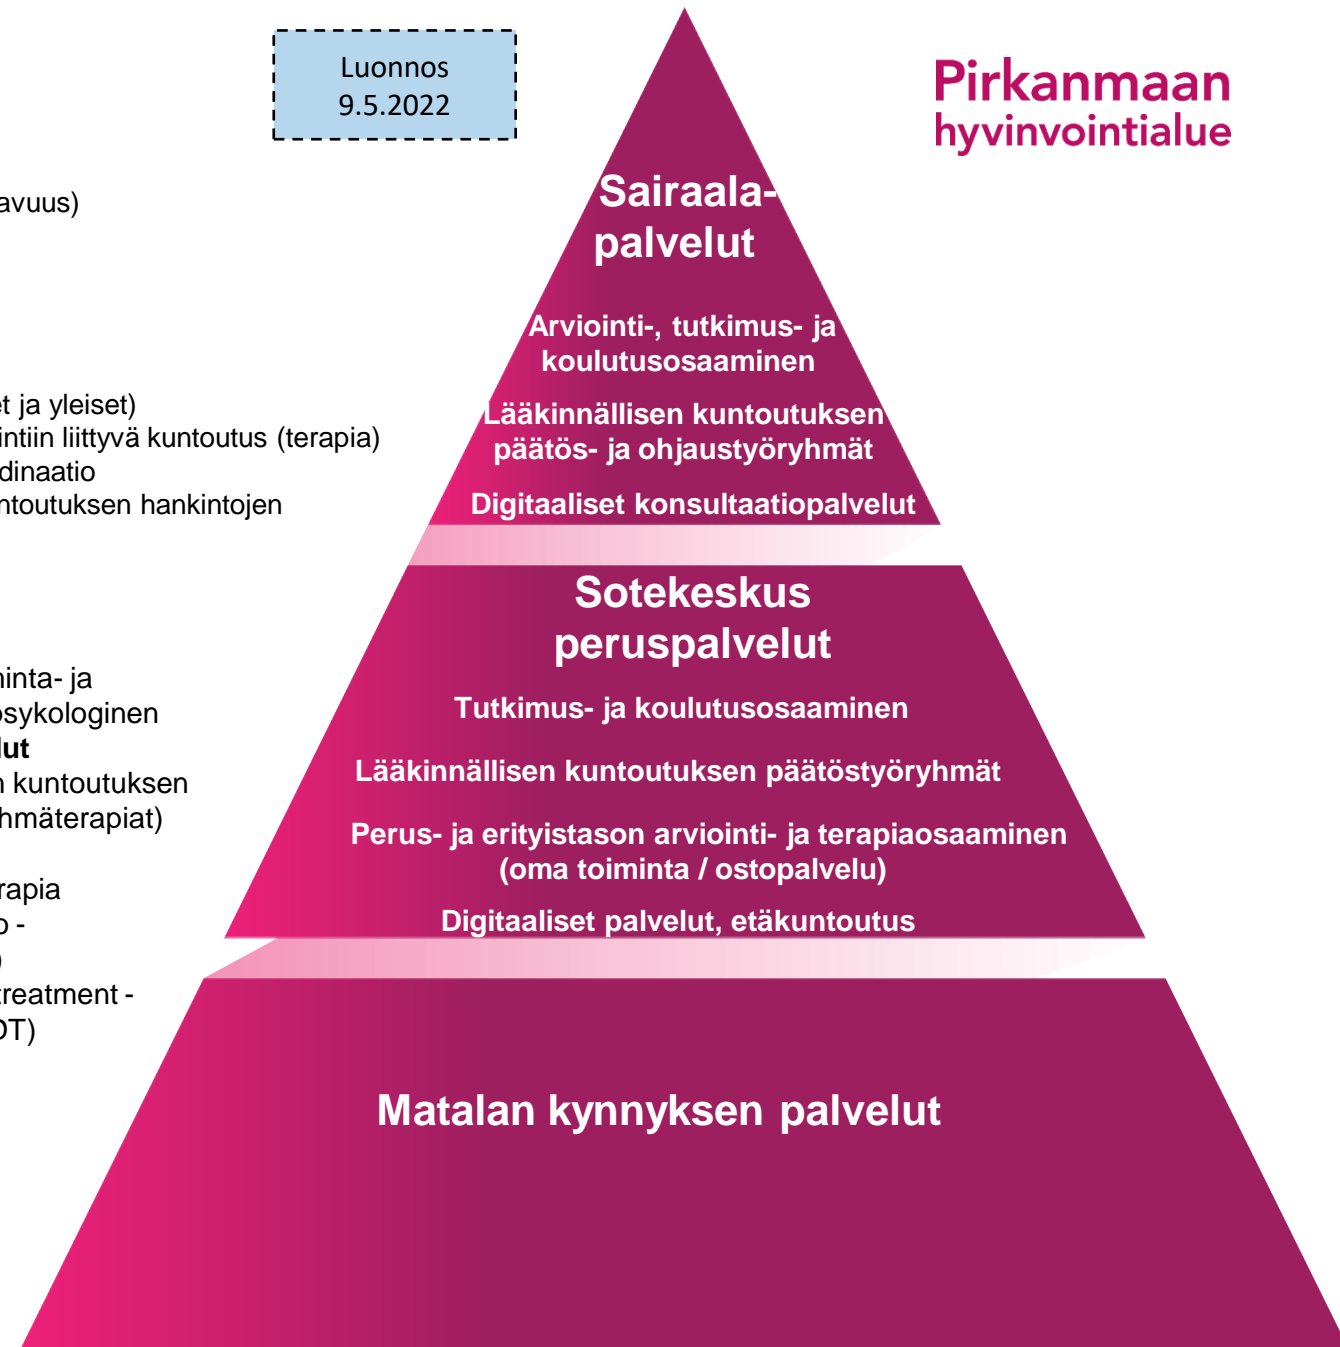 Luonnos
9.5.2022
Pirkanmaan
hyvinvointialue
avuus)
et ja yleiset)
intiin liittyvä kuntoutus (terapia)
dinaatio
ntoutuksen hankintojen
minta- ja
osykologinen
lut
n kuntoutuksen
hmäterapiat)
rapia
o -
)
treatment -
OT)
Sairaala-
palvelut
Arviointi-, tutkimus- ja
koulutusosaaminen
Lääkinnällisen kuntoutuksen
päätös- ja ohjaustyöryhmät
Digitaaliset konsultaatiopalvelut
Sotekeskus
peruspalvelut
Tutkimus- ja koulutusosaaminen
Lääkinnällisen kuntoutuksen päätöstyöryhmät
Perus- ja erityistason arviointi- ja terapiaosaaminen
(oma toiminta / ostopalvelu)
Digitaaliset palvelut, etäkuntoutus
Matalan kynnyksen palvelut